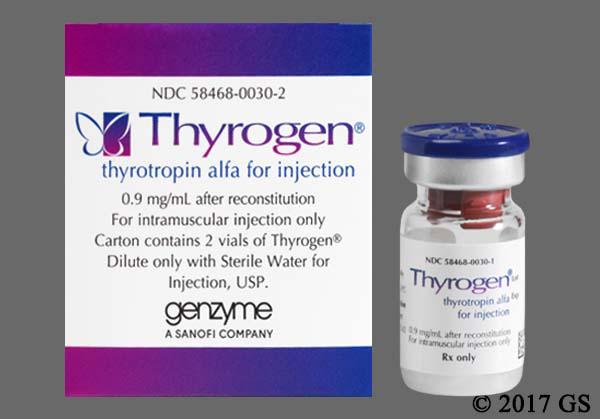 NDC 58468-0030-2
Thyrogen®
thyrotropin alfa for injection
0.9 mg/mL after reconstitution
For intramuscular injection only
Carton contains 2 vials of Thyrogen®
Dilute only with Sterile Water for
Injection, USP.
genzyme
A SANOFI COMPANY
NDC 58468-0030-1
Thyrogen®
thyrotropin alfa
for injection
0.9 mg/mL after reconstitution
For intramuscular injection only
Rx only
© 2017 GS